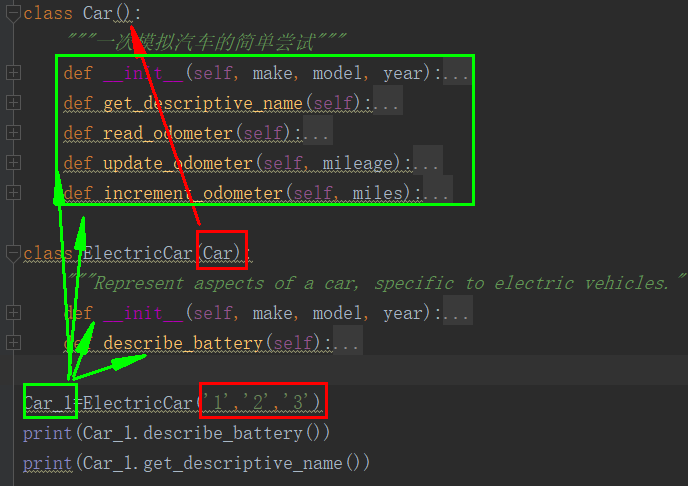 class Car():
"""一次模拟汽车的简单尝试"""
def __init__(self, make, model, year):...
def get_descriptive_name(self):...
def read_odometer(self):...
def update_odometer(self, mileage):...
def increment_odometer(self, miles):...
class ElectricCar(Car):
"""Represent aspects of a car, specific to electric vehicles."
def __init__(self, make, model, year):...
def describe_battery(self):...
Car_1=ElectricCar('1','2','3')
print(Car_1.describe_battery())
print(Car_1.get_descriptive_name())